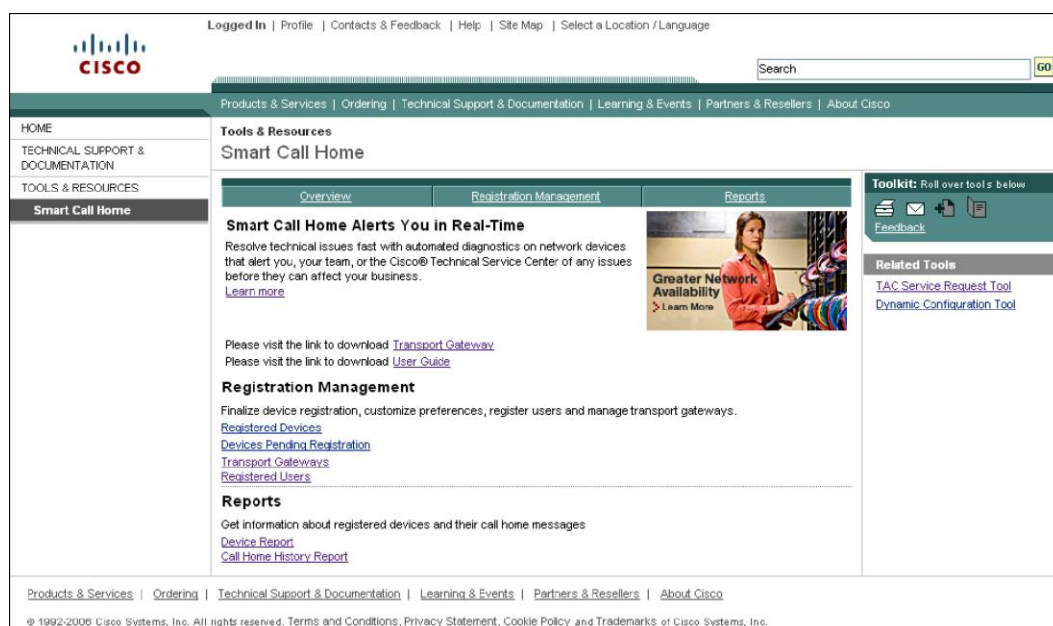 Logged In | Profile | Contacts & Feedback | Help | Site Map | Select a Location / Language
CISCO
Search
GO
Products & Services | Ordering | Technical Support & Documentation | Learning & Events | Partners & Resellers | About Cisco
HOME
TECHNICAL SUPPORT &
DOCUMENTATION
TOOLS & RESOURCES
Smart Call Home
Tools & Resources
Smart Call Home
Overview
Registration Management
Reports
Smart Call Home Alerts You in Real-Time
Resolve technical issues fast with automated diagnostics on network devices
that alert you, your team, or the Cisco® Technical Service Center of any issues
before they can affect your business.
Learn more
Greater Network
Availability
> Learn More
Please visit the link to download Transport Gateway
Please visit the link to download User Guide
Registration Management
Finalize device registration, customize preferences, register users and manage transport gateways.
Registered Devices
Devices Pending Registration
Transport Gateways
Registered Users
Reports
Get information about registered devices and their call home messages
Device Report
Call Home History Report
Toolkit: Roll over tools below
Feedback
Related Tools
TAC Service Request Tool
Dynamic Configuration Tool
Products & Services | Ordering | Technical Support & Documentation | Learning & Events | Partners & Resellers | About Cisco
© 1992-2006 Cisco Systems, Inc. All rights reserved. Terms and Conditions, Privacy Statement, Cookie Policy and Trademarks of Cisco Systems, Inc.